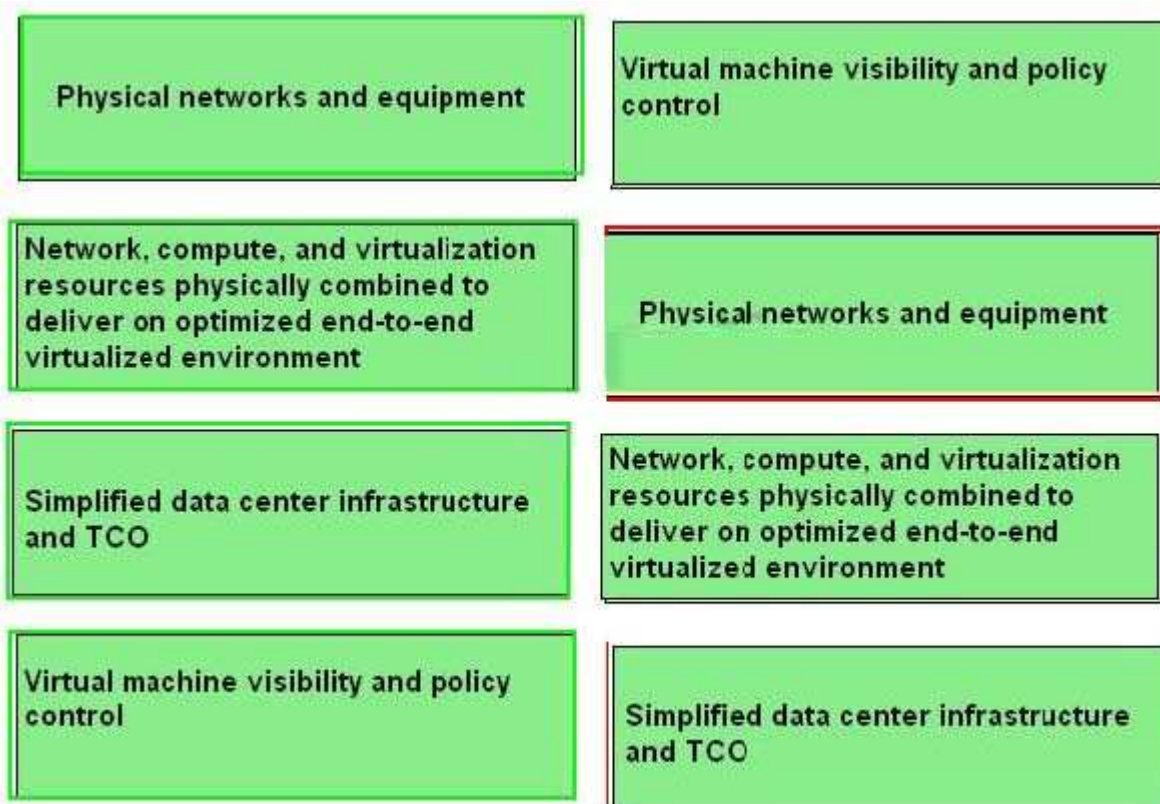 Physical networks and equipment
Virtual machine visibility and policy
control
Network, compute, and virtualization
resources physically combined to
deliver on optimized end-to-end
virtualized environment
Physical networks and equipment
Simplified data center infrastructure
and TCO
Network, compute, and virtualization
resources physically combined to
deliver on optimized end-to-end
virtualized environment
Virtual machine visibility and policy
control
Simplified data center infrastructure
and TCO